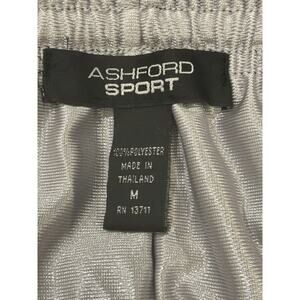 ASHFORD
SPORT
100%POLYESTER
MADE IN
THAILAND
M
RN 13711